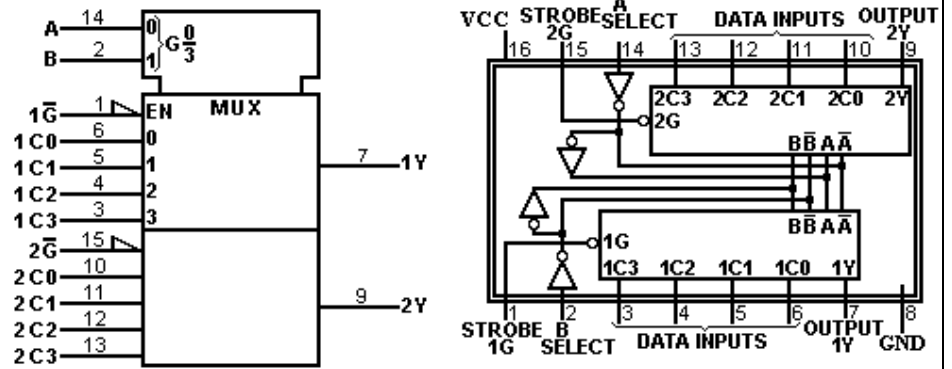 A 14 0 G 0/3
B 2 1
MUX
1G̅ 1 EN
1C0 6 0
1C1 5 1
1C2 4 2
1C3 3 3
7 1Y
2G̅ 15
2C0 10
2C1 11
2C2 12
2C3 13
9 2Y
VCC STROBE 2G A SELECT DATA INPUTS OUTPUT 2Y
16 15 14 13 12 11 10 9
2C3 2C2 2C1 2C0 2Y
2G
B B̅ A A̅
B B̅ A A̅
1G
1C3 1C2 1C1 1C0 1Y
1 2 3 4 5 6 7 8
STROBE 1G B SELECT DATA INPUTS OUTPUT 1Y GND